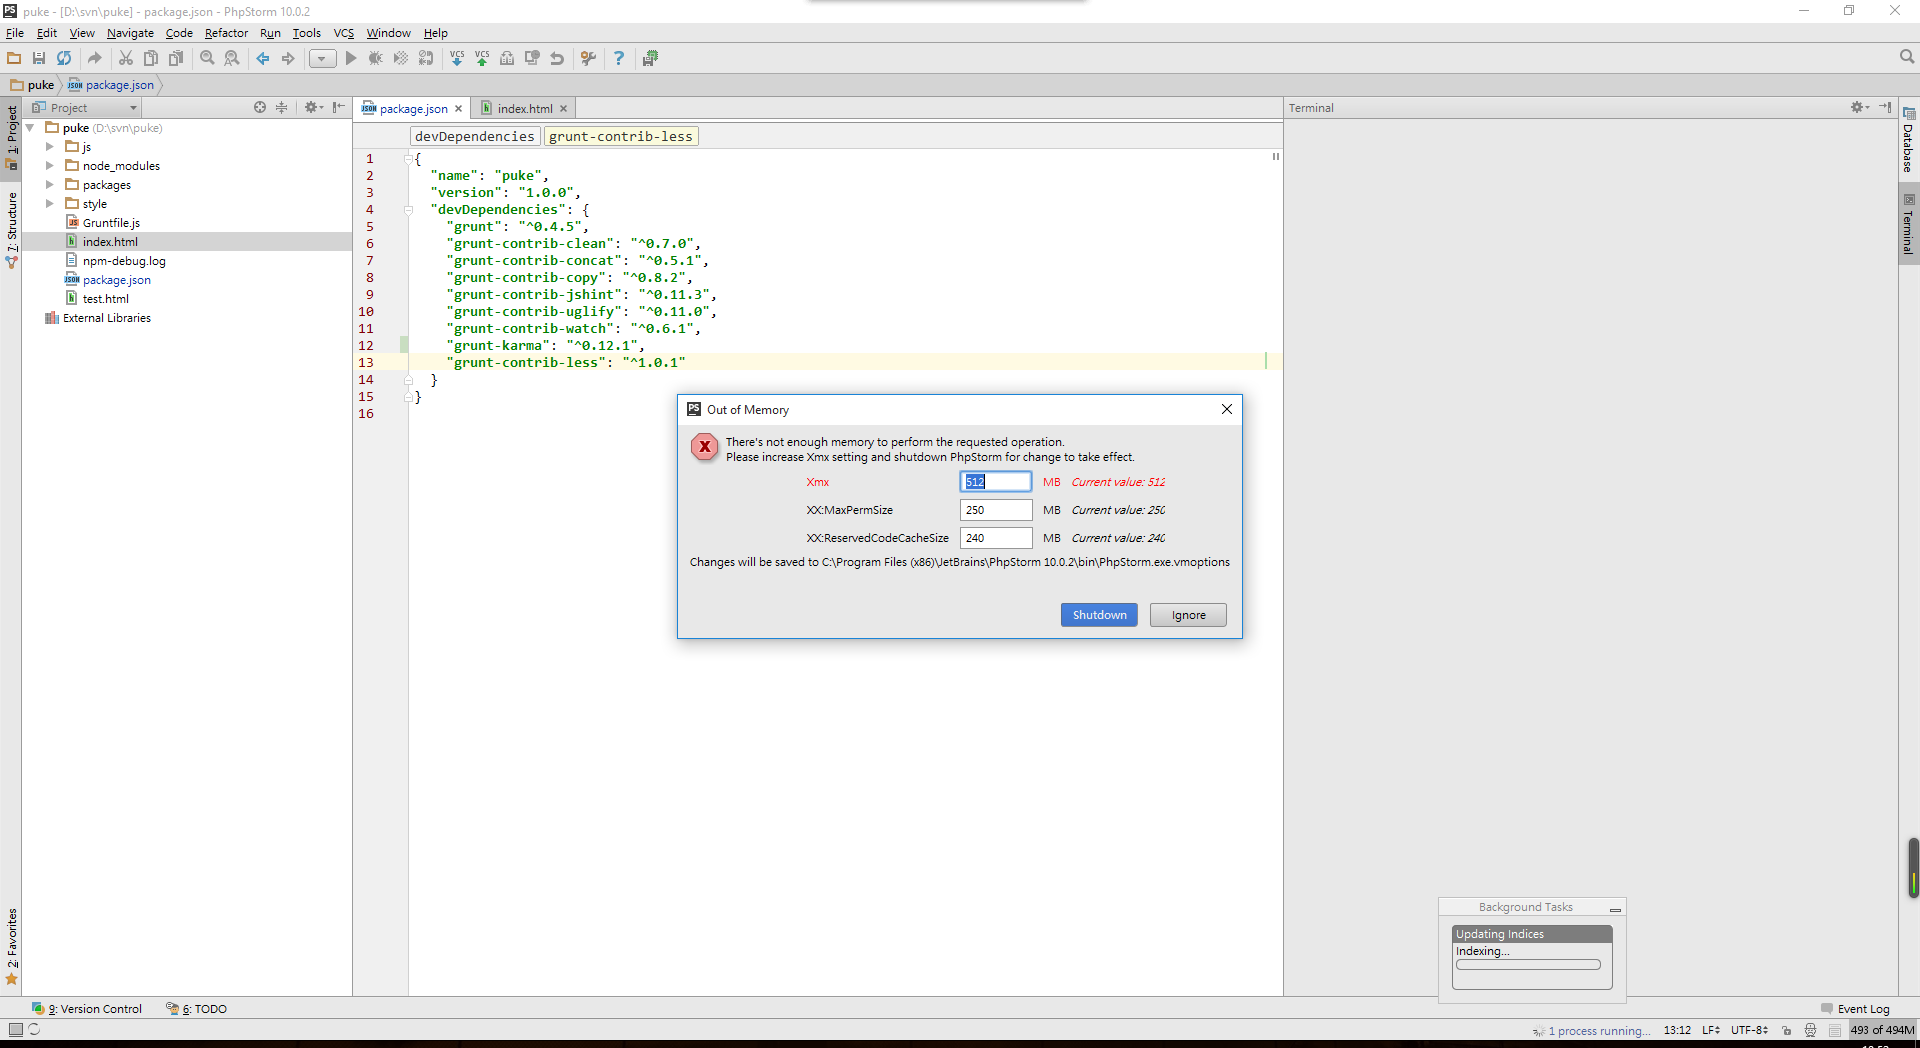 puke - [D:\svn\puke] - package.json - PhpStorm 10.0.2
File Edit View Navigate Code Refactor Run Tools VCS Window Help
VCS VCS
puke package.json
1: Project
7: Structure
2: Favorites
Project
puke (D:\svn\puke)
js
node_modules
packages
style
Gruntfile.js
index.html
npm-debug.log
package.json
test.html
External Libraries
package.json index.html
devDependencies grunt-contrib-less
1 {
2 "name": "puke",
3 "version": "1.0.0",
4 "devDependencies": {
5 "grunt": "^0.4.5",
6 "grunt-contrib-clean": "^0.7.0",
7 "grunt-contrib-concat": "^0.5.1",
8 "grunt-contrib-copy": "^0.8.2",
9 "grunt-contrib-jshint": "^0.11.3",
10 "grunt-contrib-uglify": "^0.11.0",
11 "grunt-contrib-watch": "^0.6.1",
12 "grunt-karma": "^0.12.1",
13 "grunt-contrib-less": "^1.0.1"
14 }
15 }
16
Terminal
Database
Terminal
Out of Memory
There's not enough memory to perform the requested operation.
Please increase Xmx setting and shutdown PhpStorm for change to take effect.
Xmx 512 MB Current value: 512
XX:MaxPermSize 250 MB Current value: 250
XX:ReservedCodeCacheSize 240 MB Current value: 240
Changes will be saved to C:\Program Files (x86)\JetBrains\PhpStorm 10.0.2\bin\PhpStorm.exe.vmoptions
Shutdown Ignore
Background Tasks
Updating Indices
Indexing...
9: Version Control 6: TODO Event Log
1 process running... 13:12 LF UTF-8 493 of 494M